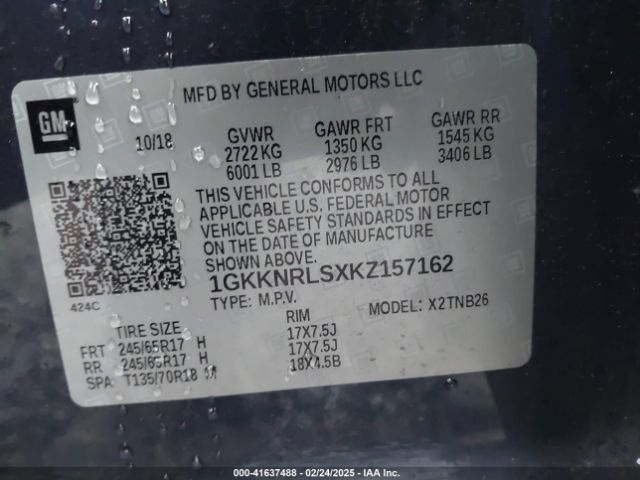 MFD BY GENERAL MOTORS LLC
GM
10/18
GVWR GAWR FRT GAWR RR
2722 KG 1350 KG 1545 KG
6001 LB 2976 LB 3406 LB
THIS VEHICLE CONFORMS TO ALL
APPLICABLE U.S. FEDERAL MOTOR
VEHICLE SAFETY STANDARDS IN EFFECT
ON THE DATE OF MANUFACTURE
SHOWN ABOVE.
1GKKNRLSXKZ157162
424C
TYPE: M.P.V. MODEL: X2TNB26
TIRE SIZE RIM
FRT 245/65R17 H 17X7.5J
RR 245/65R17 H 17X7.5J
SPA T135/70R18 M 18X4.5B
000-41637488 - 02/24/2025 - IAA Inc.